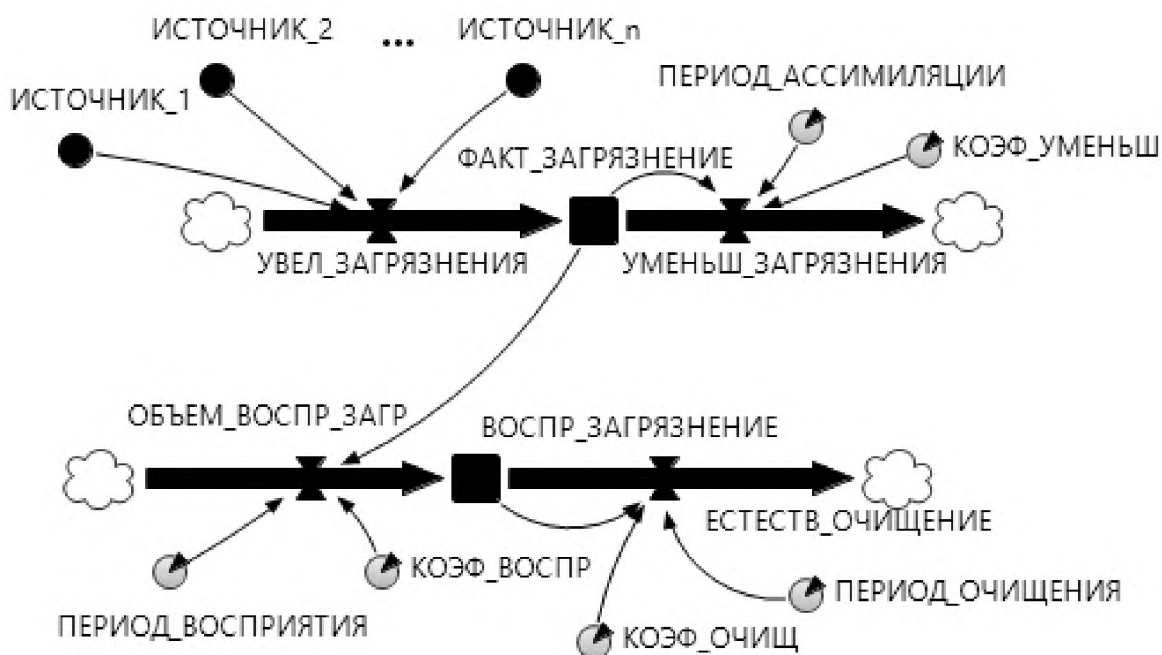 ИСТОЧНИК_2 ... ИСТОЧНИК_n
ПЕРИОД_АССИМИЛЯЦИИ
ИСТОЧНИК_1
ФАКТ_ЗАГРЯЗНЕНИЕ
КОЭФ_УМЕНЬШ
УВЕЛ_ЗАГРЯЗНЕНИЯ
УМЕНЬШ_ЗАГРЯЗНЕНИЯ
ОБЪЕМ_ВОСПР_ЗАГР
ВОСПР_ЗАГРЯЗНЕНИЕ
ЕСТЕСТВ_ОЧИЩЕНИЕ
КОЭФ_ВОСПР
ПЕРИОД_ОЧИЩЕНИЯ
ПЕРИОД_ВОСПРИЯТИЯ
КОЭФ_ОЧИЩ